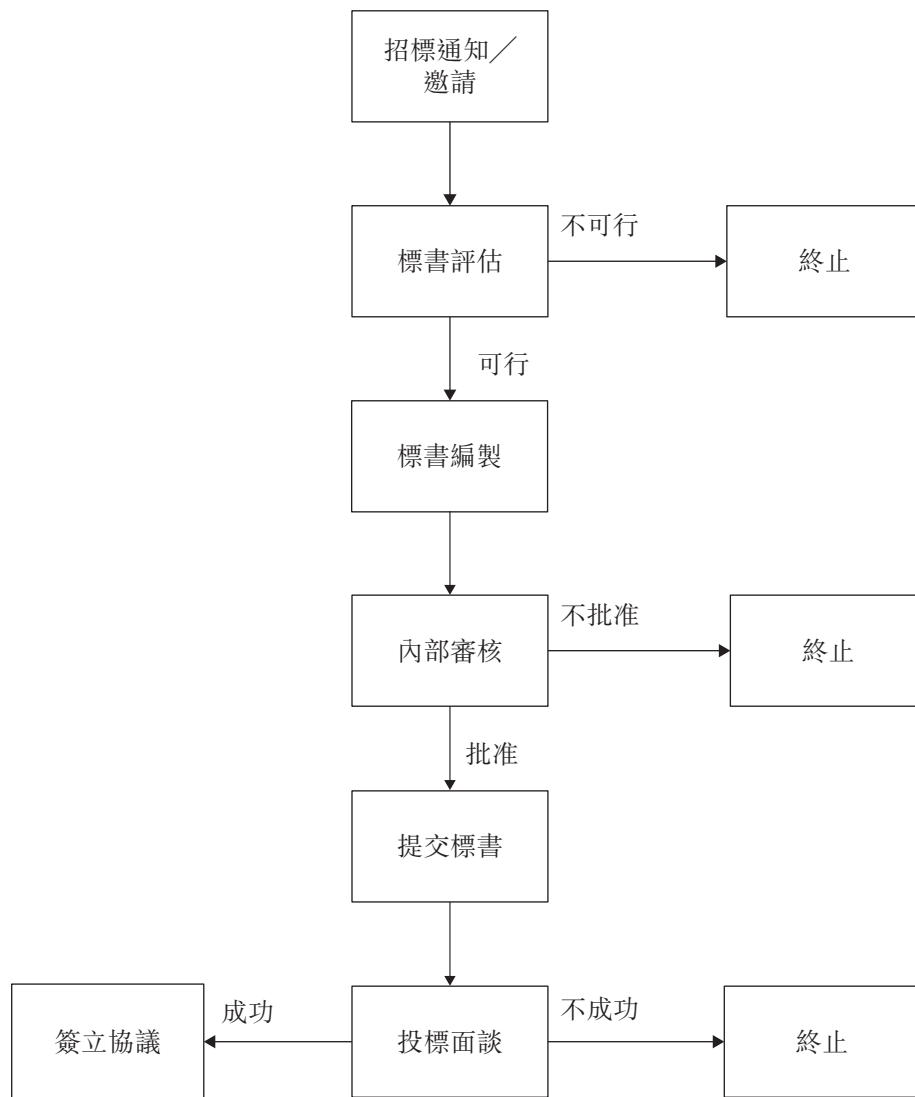 招標通知／
邀請
不可行
標書評估
終止
可行
標書編製
不批准
內部審核
終止
批准
提交標書
成功
不成功
簽立協議
投標面談
終止